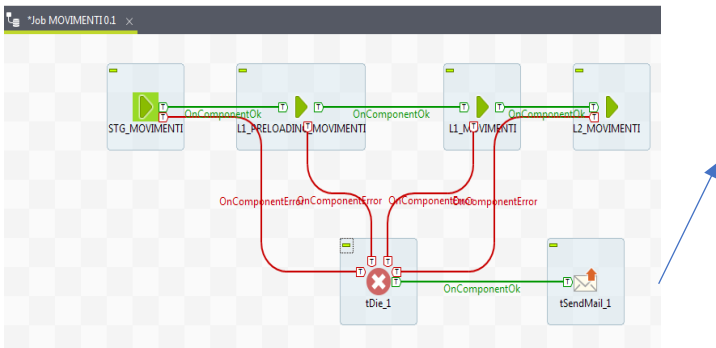 *Job MOVIMENTI 0.1
OnComponentOk
OnComponentOk
OnComponentOk
STG_MOVIMENTI
L1_PRELOADING_MOVIMENTI
L1_MOVIMENTI
L2_MOVIMENTI
OnComponentError
OnComponentError
OnComponentError
OnComponentError
OnComponentOk
tDie_1
tSendMail_1